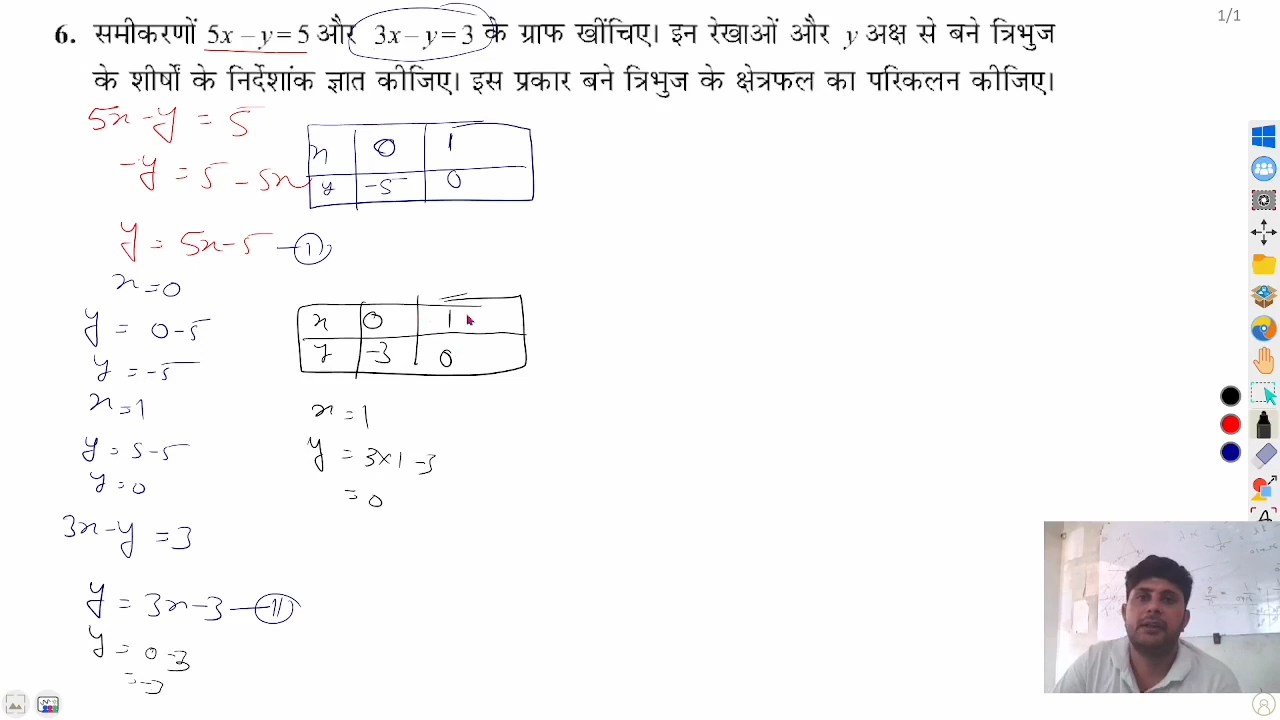 1/1
6. समीकरणों 5x – y = 5 और 3x – y = 3 के ग्राफ खींचिए। इन रेखाओं और y अक्ष से बने त्रिभुज
के शीर्षों के निर्देशांक ज्ञात कीजिए। इस प्रकार बने त्रिभुज के क्षेत्रफल का परिकलन कीजिए।
5x - y = 5
-y = 5 - 5x
y = 5x - 5 - 1
x 0 1
y -5 0
x = 0
y = 0 - 5
y = -5
x = 1
y = 5 - 5
y = 0
3x - y = 3
y = 3x - 3 - 11
y = 0 - 3
= -3
x 0 1
y -3 0
x = 1
y = 3 x 1 - 3
= 0